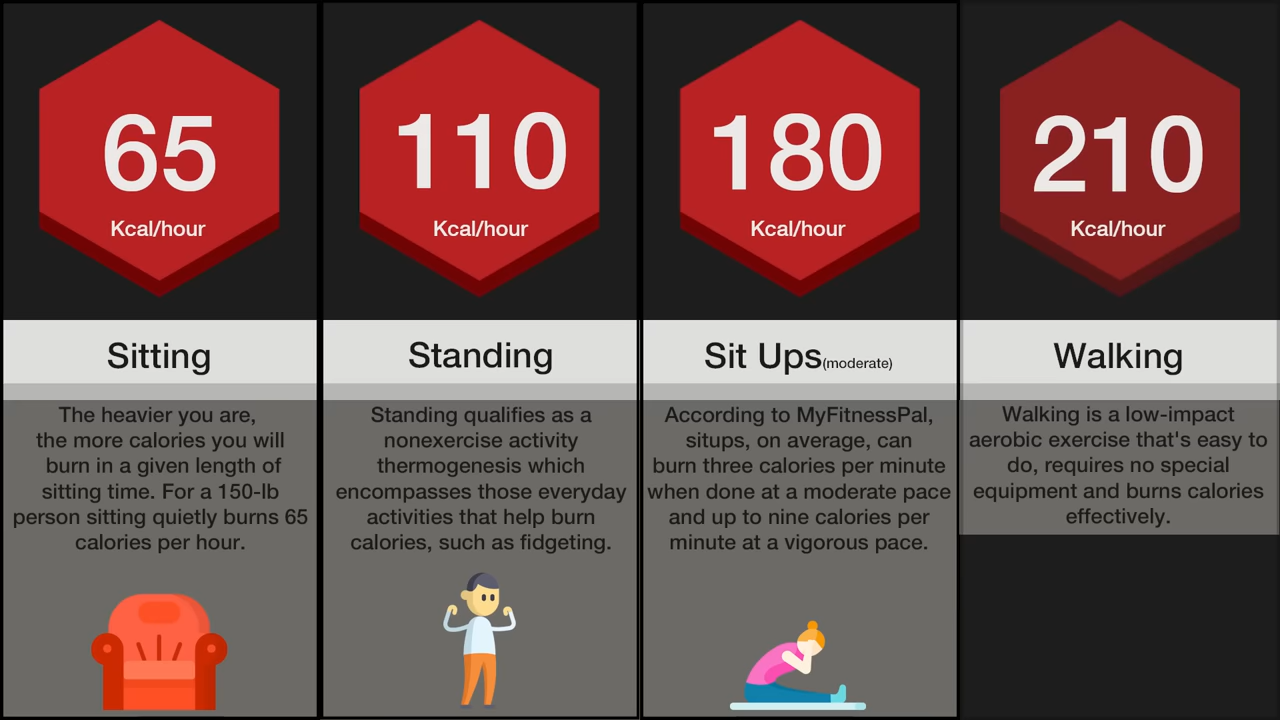 65
Kcal/hour
Sitting
The heavier you are,
the more calories you will
burn in a given length of
sitting time. For a 150-lb
person sitting quietly burns 65
calories per hour.
110
Kcal/hour
Standing
Standing qualifies as a
nonexercise activity
thermogenesis which
encompasses those everyday
activities that help burn
calories, such as fidgeting.
180
Kcal/hour
Sit Ups(moderate)
According to MyFitnessPal,
situps, on average, can
burn three calories per minute
when done at a moderate pace
and up to nine calories per
minute at a vigorous pace.
210
Kcal/hour
Walking
Walking is a low-impact
aerobic exercise that's easy to
do, requires no special
equipment and burns calories
effectively.